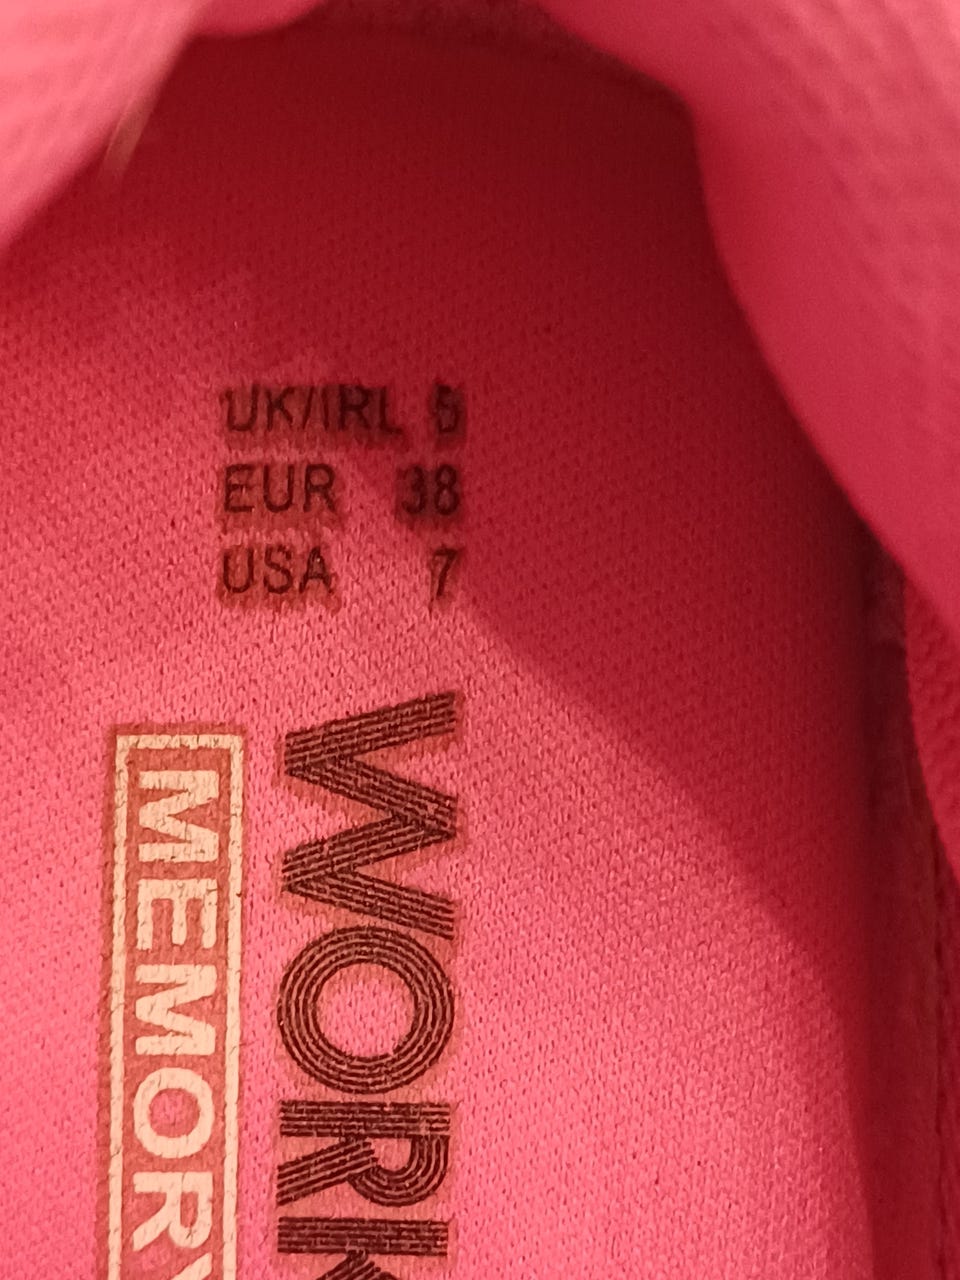 UK/IRL 5
EUR 38
USA 7
WORK
MEMORY